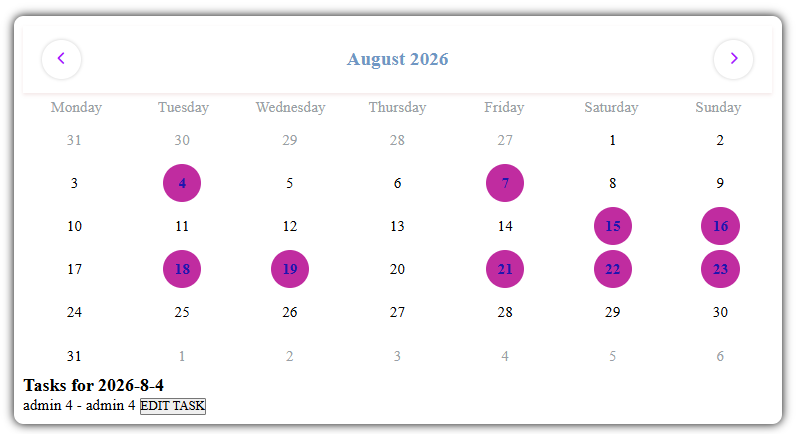 August 2026
Monday Tuesday Wednesday Thursday Friday Saturday Sunday
31 30 29 28 27 1 2
3 4 5 6 7 8 9
10 11 12 13 14 15 16
17 18 19 20 21 22 23
24 25 26 27 28 29 30
31 1 2 3 4 5 6
Tasks for 2026-8-4
admin 4 - admin 4 EDIT TASK